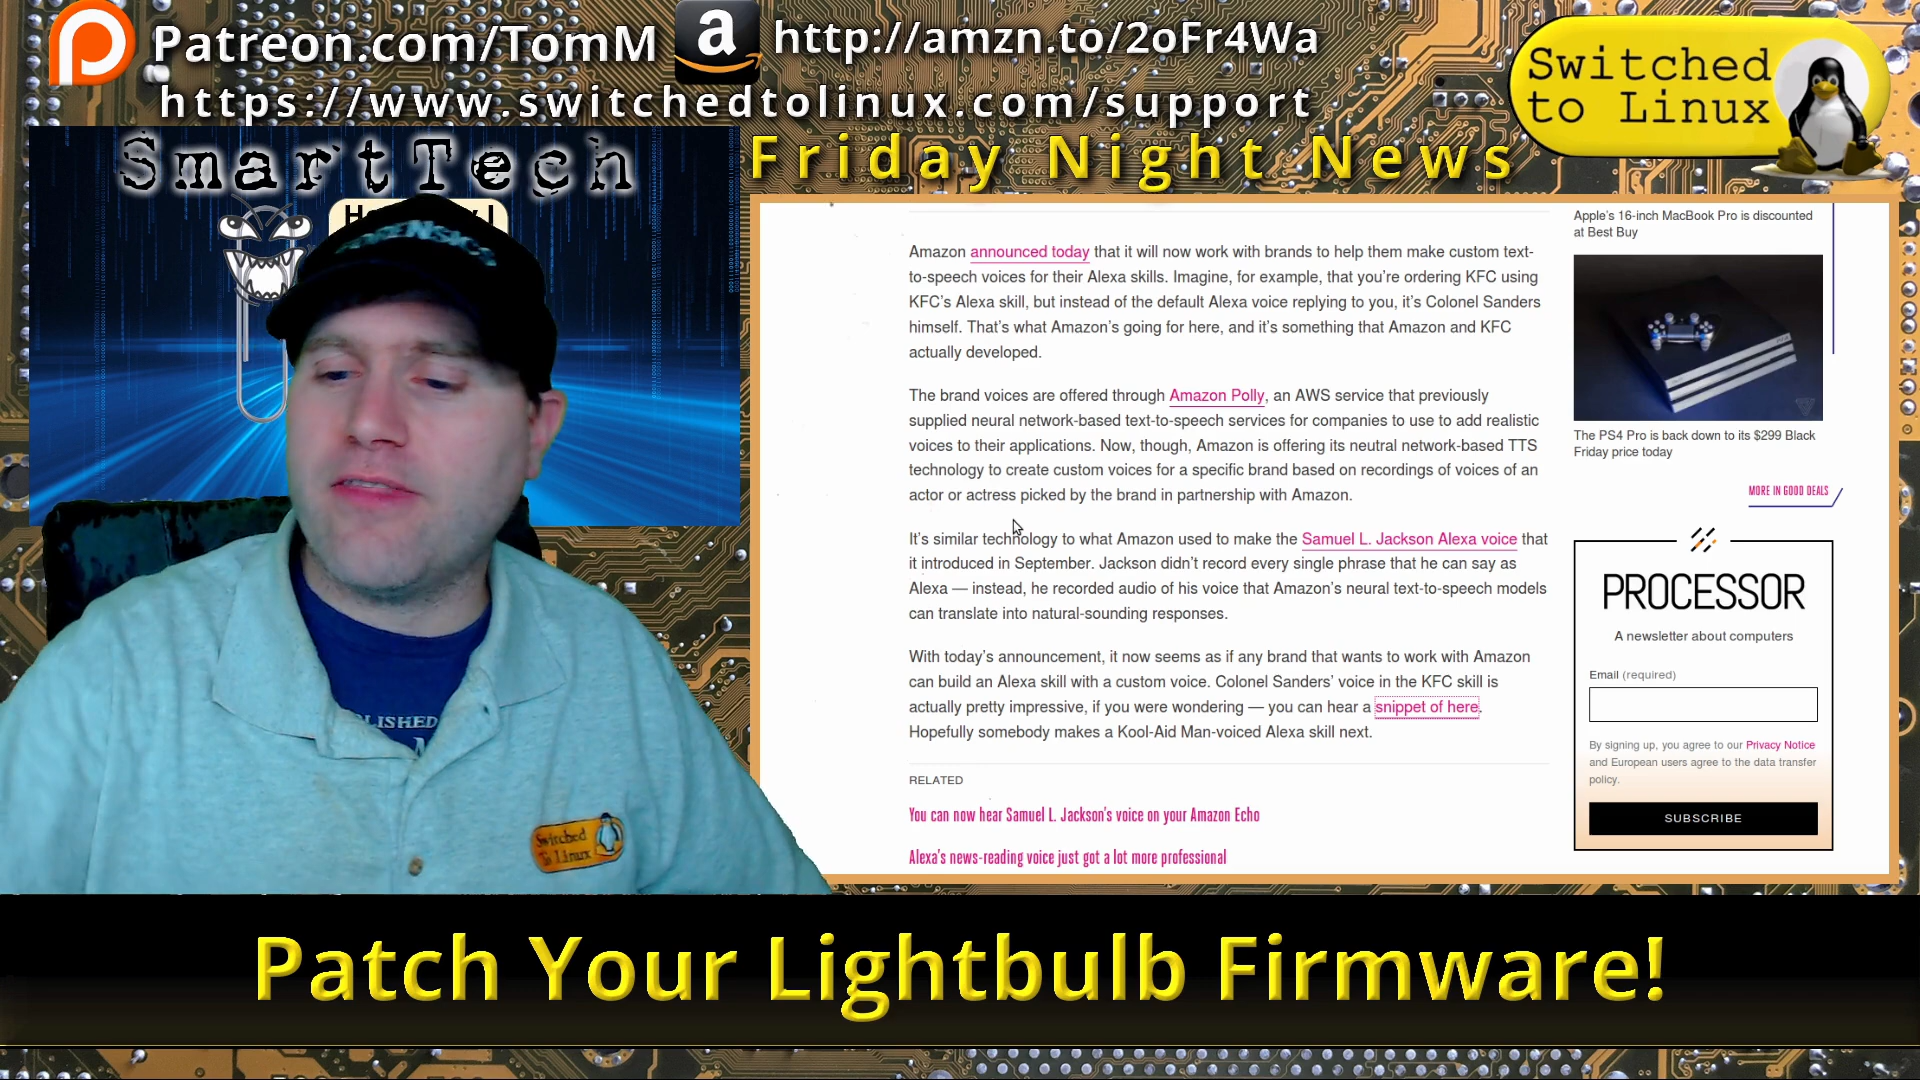 Patreon.com/TomM
a
http://amzn.to/2oFr4Wa
https://www.switchedtolinux.com/support
Switched
to Linux
SmartTech
Friday Night News
Amazon announced today that it will now work with brands to help them make custom text-
to-speech voices for their Alexa skills. Imagine, for example, that you're ordering KFC using
KFC's Alexa skill, but instead of the default Alexa voice replying to you, it's Colonel Sanders
himself. That's what Amazon's going for here, and it's something that Amazon and KFC
actually developed.
The brand voices are offered through Amazon Polly, an AWS service that previously
supplied neural network-based text-to-speech services for companies to use to add realistic
voices to their applications. Now, though, Amazon is offering its neutral network-based TTS
technology to create custom voices for a specific brand based on recordings of voices of an
actor or actress picked by the brand in partnership with Amazon.
It's similar technology to what Amazon used to make the Samuel L. Jackson Alexa voice that
it introduced in September. Jackson didn't record every single phrase that he can say as
Alexa — instead, he recorded audio of his voice that Amazon's neural text-to-speech models
can translate into natural-sounding responses.
With today's announcement, it now seems as if any brand that wants to work with Amazon
can build an Alexa skill with a custom voice. Colonel Sanders' voice in the KFC skill is
actually pretty impressive, if you were wondering — you can hear a snippet of here.
Hopefully somebody makes a Kool-Aid Man-voiced Alexa skill next.
RELATED
You can now hear Samuel L. Jackson's voice on your Amazon Echo
Alexa's news-reading voice just got a lot more professional
Apple's 16-inch MacBook Pro is discounted
at Best Buy
The PS4 Pro is back down to its $299 Black
Friday price today
MORE IN GOOD DEALS
PROCESSOR
A newsletter about computers
Email (required)
By signing up, you agree to our Privacy Notice
and European users agree to the data transfer
policy.
SUBSCRIBE
Switched
To Linux
Patch Your Lightbulb Firmware!